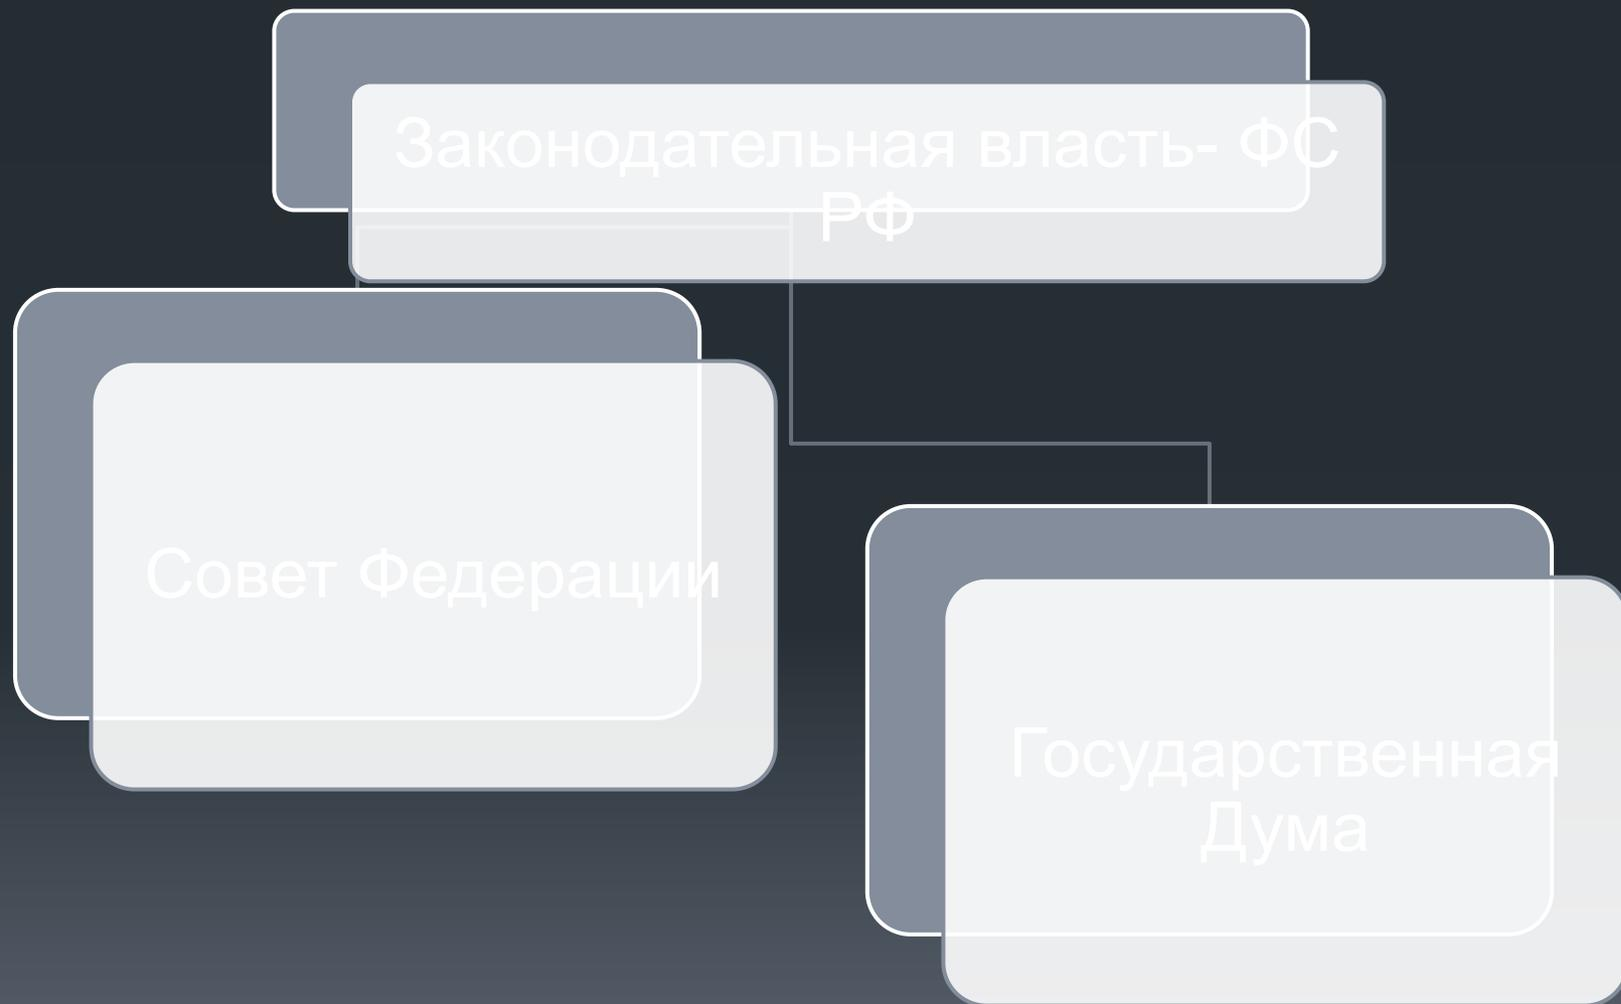 Законодательная власть- ФС
РФ
Совет Федерации
Государственная
Дума